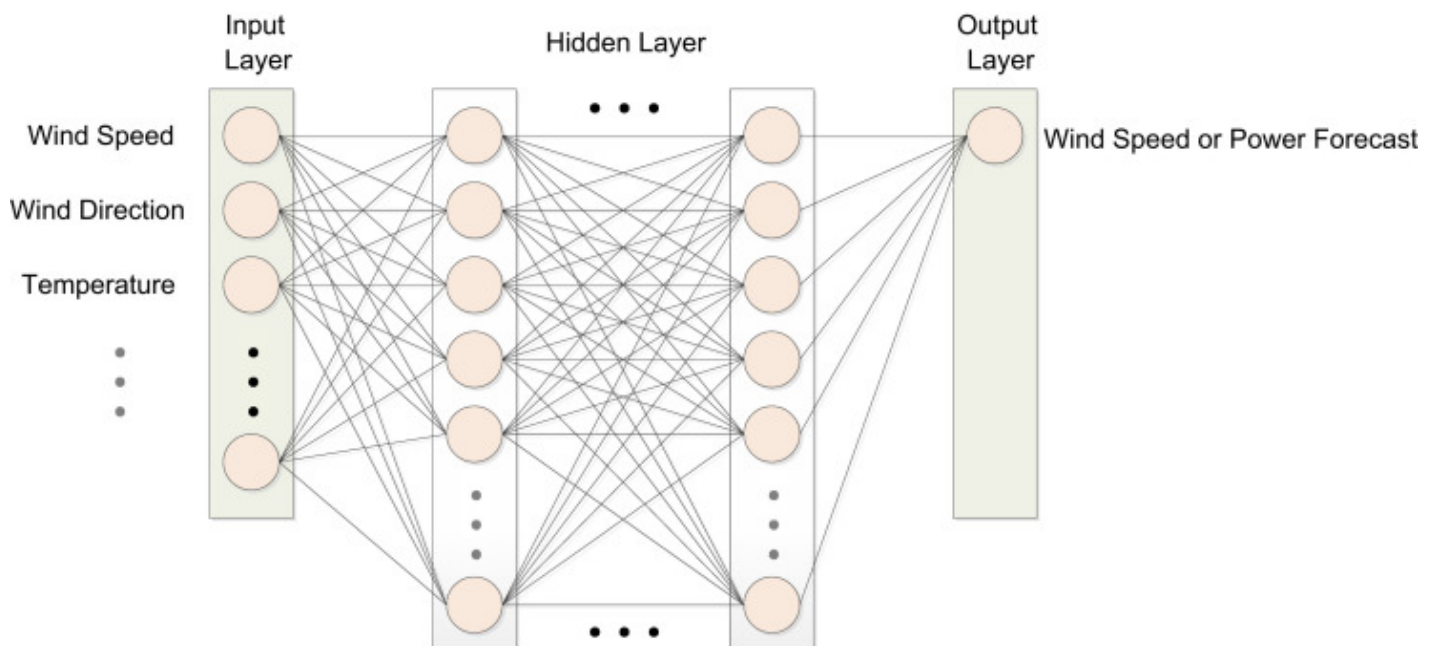 Input
Layer
Hidden Layer
Output
Layer
Wind Speed
Wind Speed or Power Forecast
Wind Direction
Temperature